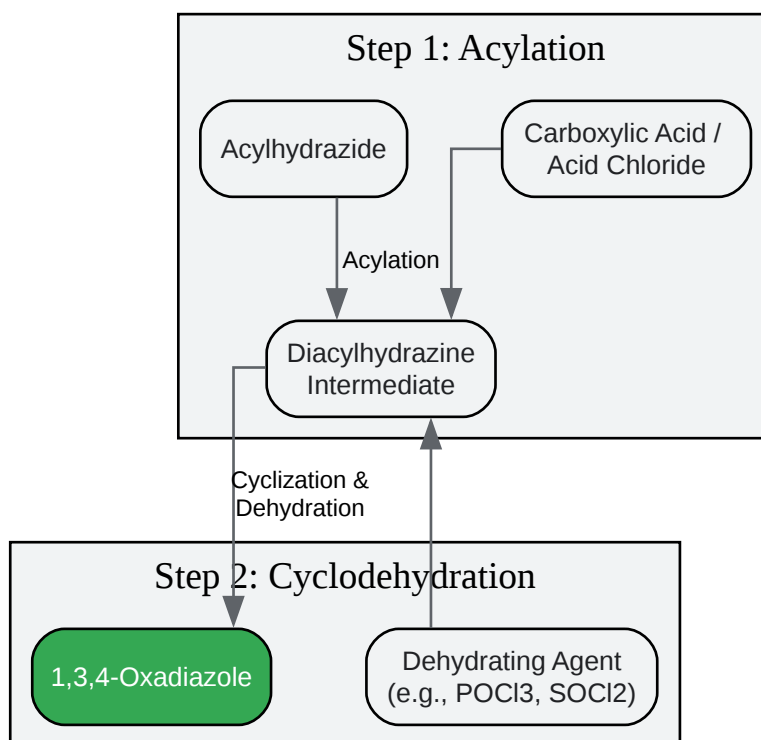 Step 1: Acylation
Acylhydrazide
Carboxylic Acid /
Acid Chloride
Acylation
Diacylhydrazine
Intermediate
Cyclization &
Dehydration
Step 2: Cyclodehydration
1,3,4-Oxadiazole
Dehydrating Agent
(e.g., POCl3, SOCl2)